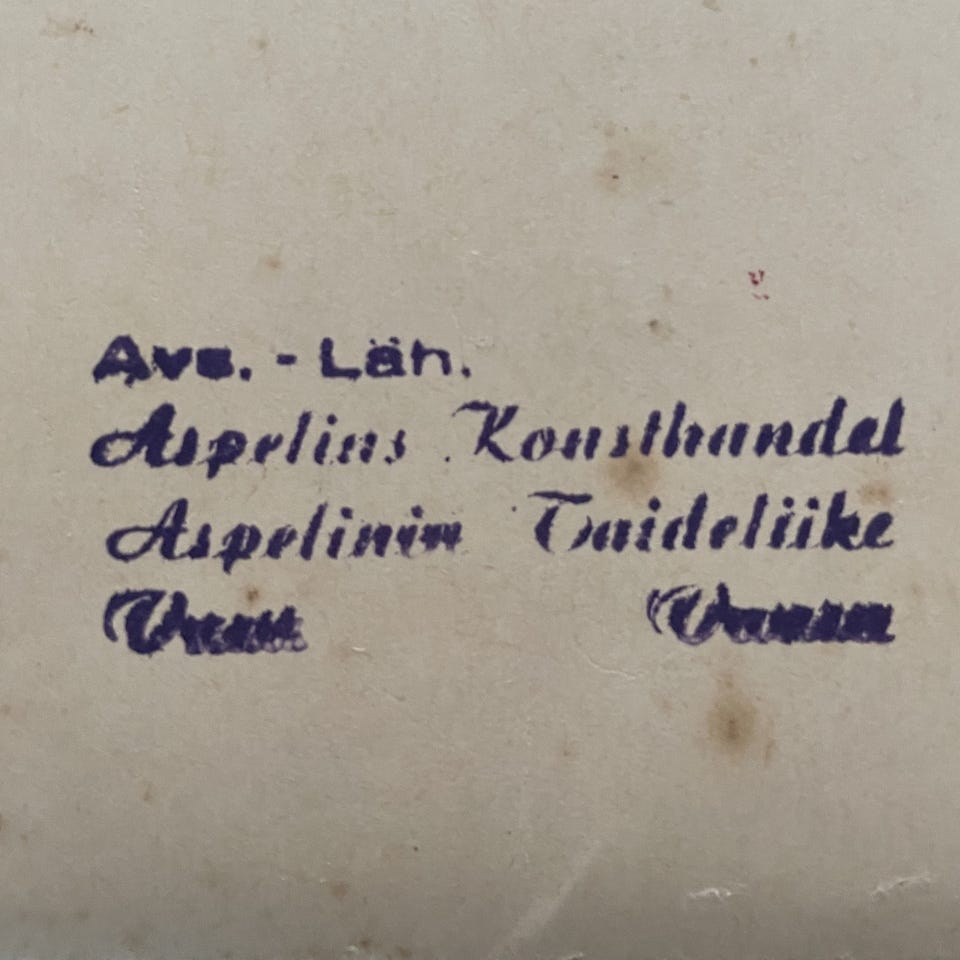 Avs. - Läh.
Aspelins Konsthandel
Aspelinin Taideliike